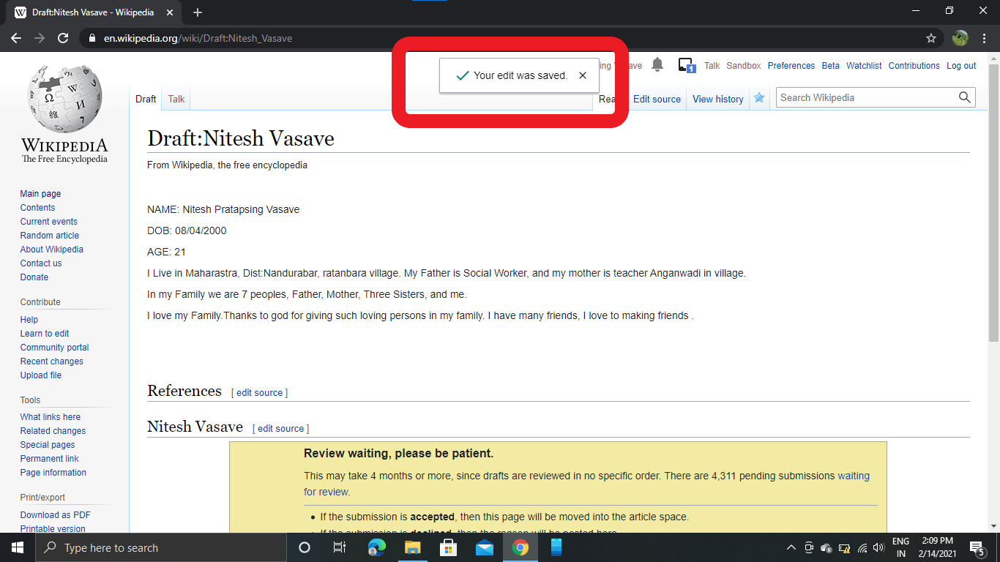 Draft:Nitesh Vasave - Wikipedia
en.wikipedia.org/wiki/Draft:Nitesh_Vasave
Your edit was saved.
1
Talk Sandbox Preferences Beta Watchlist Contributions Log out
Draft Talk
Edit source View history Search Wikipedia
WIKIPEDIA
The Free Encyclopedia
Draft:Nitesh Vasave
From Wikipedia, the free encyclopedia
NAME: Nitesh Pratapsing Vasave
DOB: 08/04/2000
AGE: 21
I Live in Maharastra, Dist:Nandurabar, ratanbara village. My Father is Social Worker, and my mother is teacher Anganwadi in village.
In my Family we are 7 peoples, Father, Mother, Three Sisters, and me.
I love my Family.Thanks to god for giving such loving persons in my family. I have many friends, I love to making friends .
References [ edit source ]
Nitesh Vasave [ edit source ]
Review waiting, please be patient.
This may take 4 months or more, since drafts are reviewed in no specific order. There are 4,311 pending submissions waiting
for review.
If the submission is accepted, then this page will be moved into the article space.
If the submission is declined, then the reason will be posted here.
Main page
Contents
Current events
Random article
About Wikipedia
Contact us
Donate
Contribute
Help
Learn to edit
Community portal
Recent changes
Upload file
Tools
What links here
Related changes
Special pages
Permanent link
Page information
Print/export
Download as PDF
Printable version
Type here to search
ENG
IN
2:09 PM
2/14/2021
5